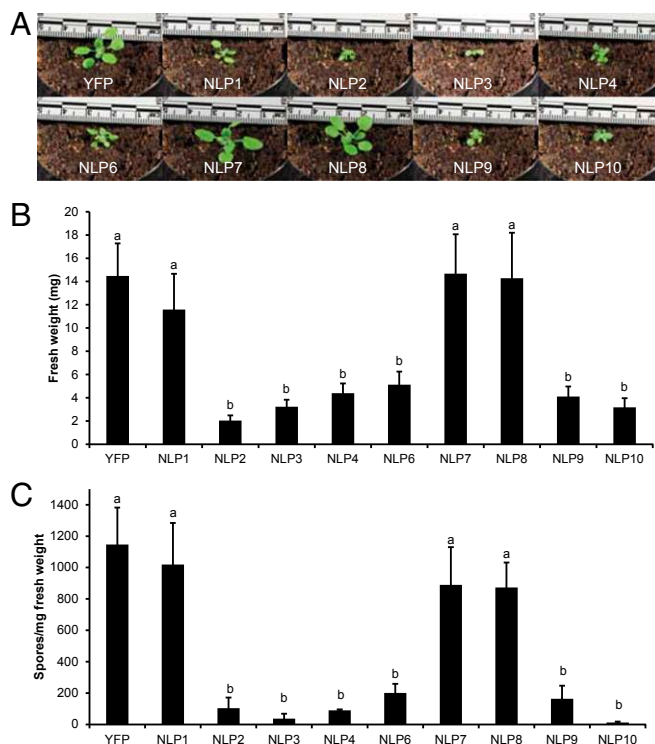 A
YFP NLP1 NLP2 NLP3 NLP4
NLP6 NLP7 NLP8 NLP9 NLP10
B
Fresh weight (mg)
20
18
16
14
12
10
8
6
4
2
0
a a b b b b a a b b
YFP NLP1 NLP2 NLP3 NLP4 NLP6 NLP7 NLP8 NLP9 NLP10
C
Spores/mg fresh weight
1400
1200
1000
800
600
400
200
0
a a b b b b a a b b
YFP NLP1 NLP2 NLP3 NLP4 NLP6 NLP7 NLP8 NLP9 NLP10